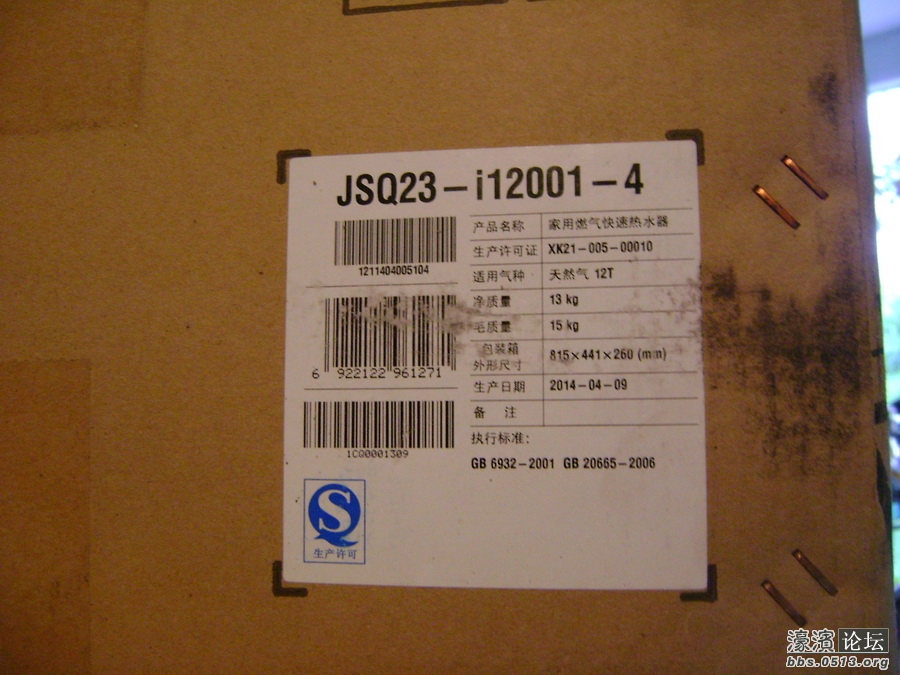 JSQ23-i12001-4
1211404005104
6 922122 961271
1CQ0001309
生产许可
产品名称 家用燃气快速热水器
生产许可证 XK21-005-00010
适用气种 天然气 12T
净质量 13 kg
毛质量 15 kg
包装箱
外形尺寸 815×441×260 (mm)
生产日期 2014-04-09
备 注
执行标准:
GB 6932-2001 GB 20665-2006
濠滨 论坛
bbs.0513.org